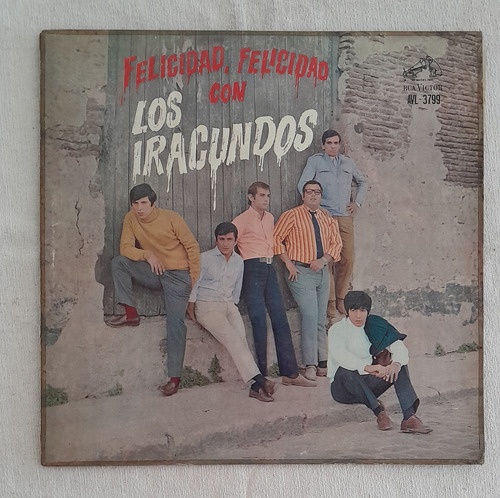 FELICIDAD, FELICIDAD
CON
LOS
IRACUNDOS
RCA VICTOR
AVL-3799